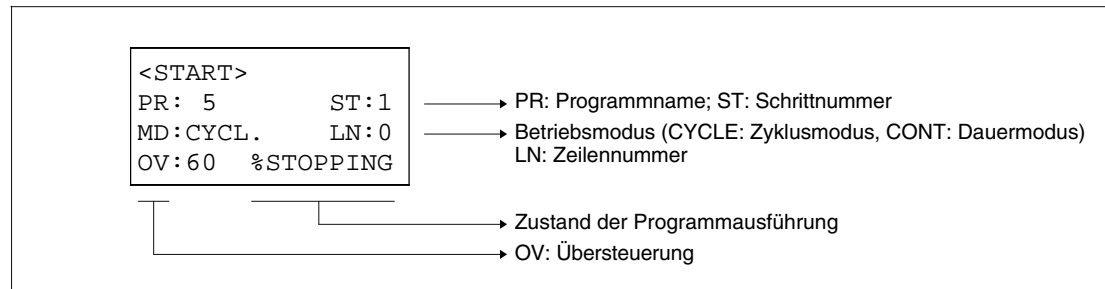 <START>
PR: 5 ST:1
MD:CYCL. LN:0
OV:60 %STOPPING
PR: Programmname; ST: Schrittnummer
Betriebsmodus (CYCLE: Zyklusmodus, CONT: Dauermodus)
LN: Zeilennummer
Zustand der Programmausführung
OV: Übersteuerung